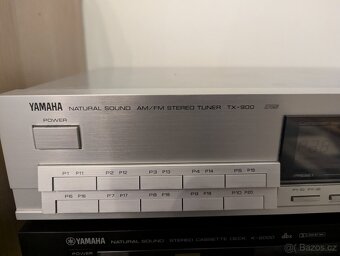 YAMAHA NATURAL SOUND AM/FM STEREO TUNER TX-900
POWER
P1 P11 P2 P12 P3 P13 P4 P14 P5 P15
P6 P16 P7 P17 P8 P18 P9 P19 P10 P20
YAMAHA NATURAL SOUND STEREO CASSETTE DECK dbx
bazos.cz